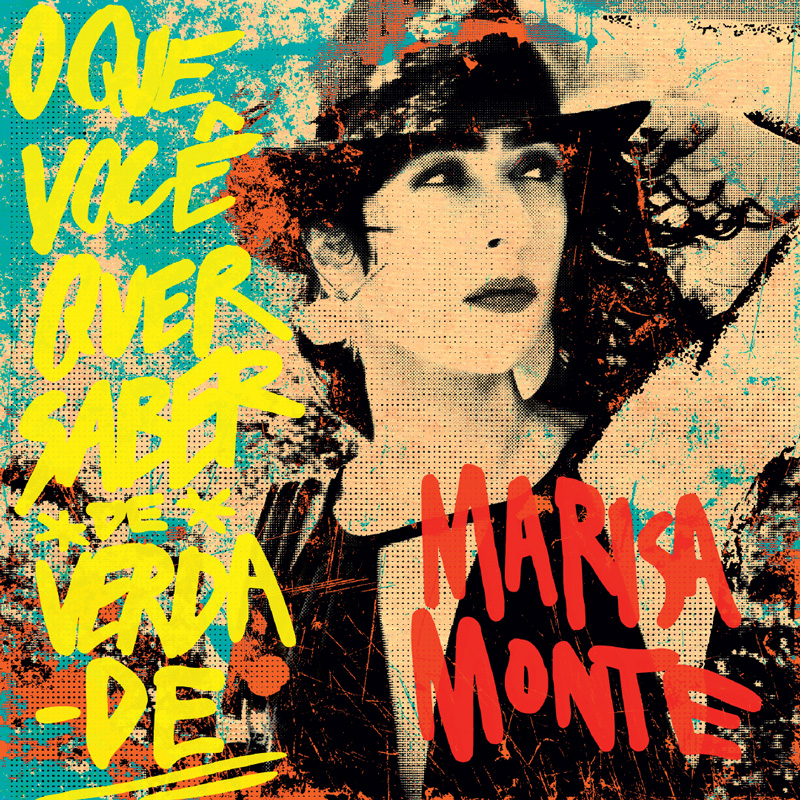 O QUE
VOCÊ
QUER
SABER
*DE*
VERDA
-DE
MARISA
MONTE